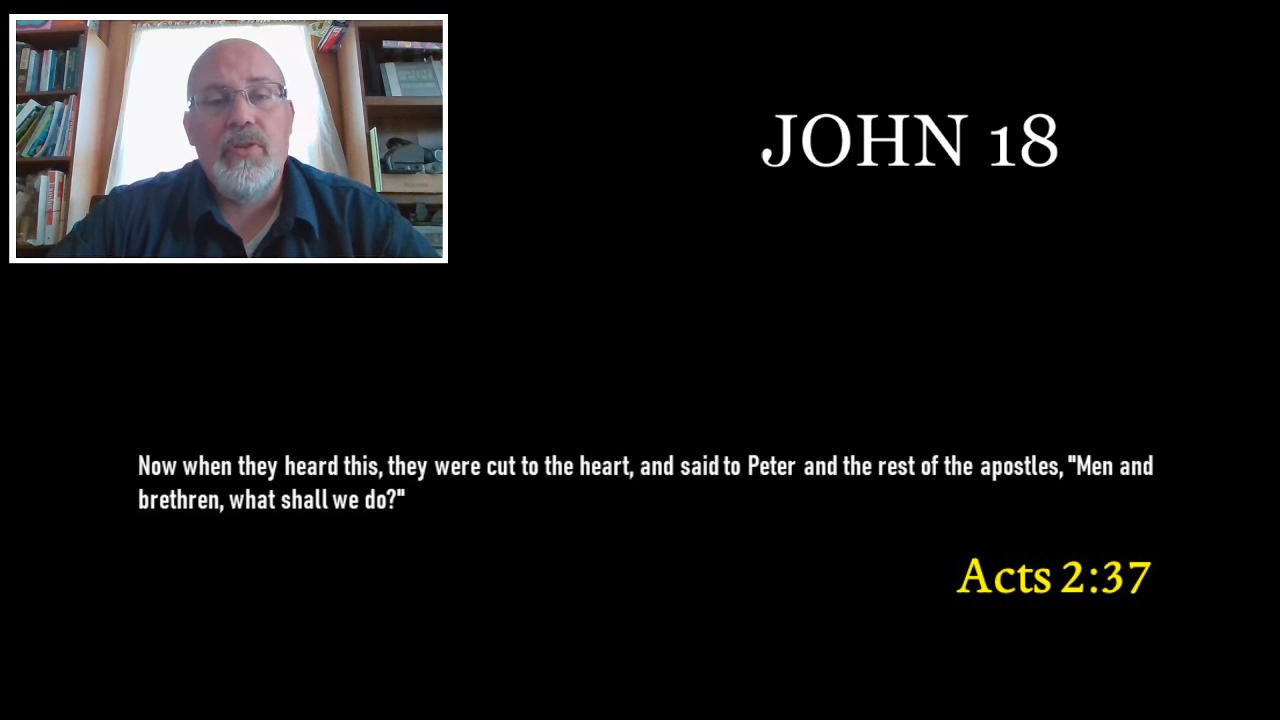 JOHN 18
Now when they heard this, they were cut to the heart, and said to Peter and the rest of the apostles, "Men and
brethren, what shall we do?"
Acts 2:37